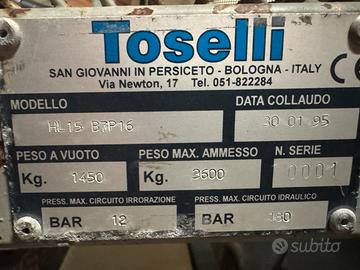 Toselli
SAN GIOVANNI IN PERSICETO - BOLOGNA - ITALY
Via Newton, 17 Tel. 051-822284
MODELLO DATA COLLAUDO
HL15 B7P16 30 01 95
PESO A VUOTO PESO MAX. AMMESSO N. SERIE
Kg. 1450 Kg. 3600 0001
PRESS. MAX. CIRCUITO IRRORAZIONE PRESS. MAX. CIRCUITO IDRAULICO
BAR 12 BAR 180
subito